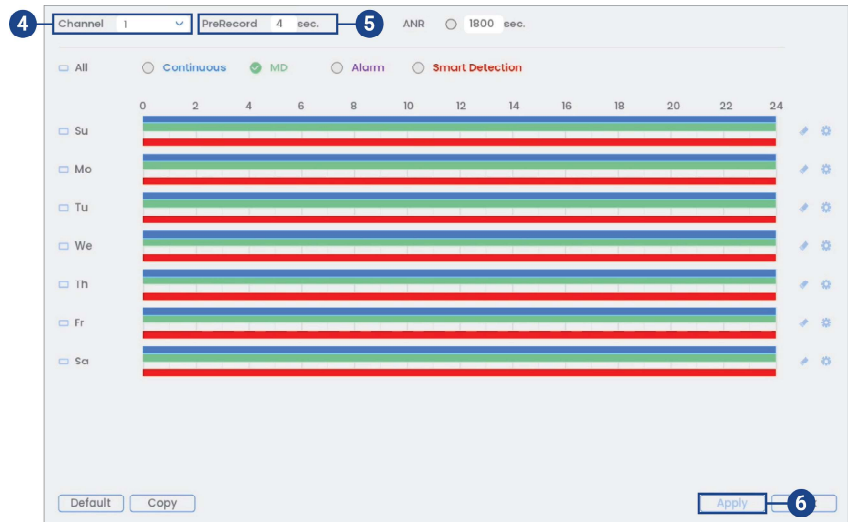 4 Channel 1 PreRecord 4 sec. 5 ANR 1800 sec.
All Continuous MD Alarm Smart Detection
0 2 4 6 8 10 12 14 16 18 20 22 24
Su
Mo
Tu
We
Th
Fr
Sa
Default Copy Apply 6